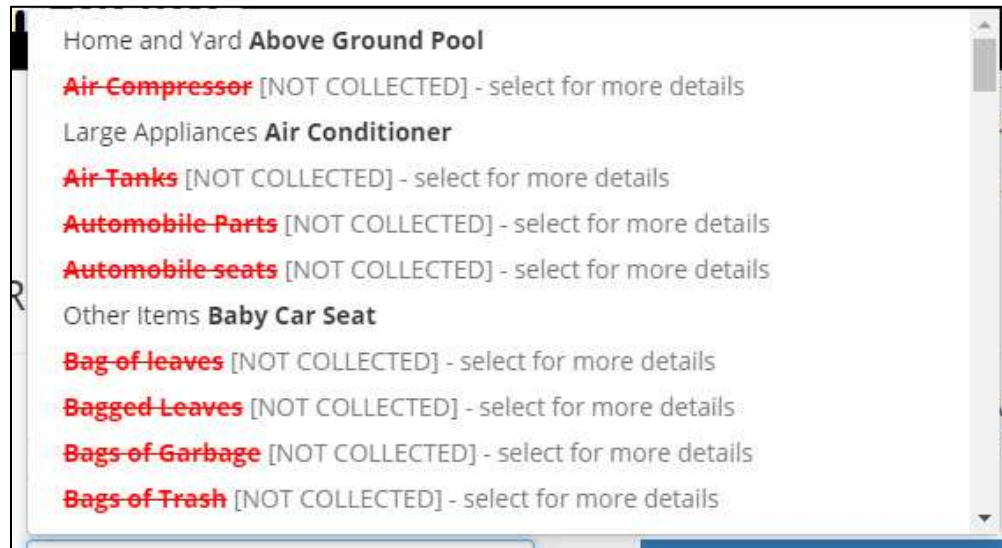 Home and Yard Above Ground Pool
Air Compressor [NOT COLLECTED] - select for more details
Large Appliances Air Conditioner
Air Tanks [NOT COLLECTED] - select for more details
Automobile Parts [NOT COLLECTED] - select for more details
Automobile seats [NOT COLLECTED] - select for more details
R
Other Items Baby Car Seat
Bag of leaves [NOT COLLECTED] - select for more details
Bagged Leaves [NOT COLLECTED] - select for more details
Bags of Garbage [NOT COLLECTED] - select for more details
Bags of Trash [NOT COLLECTED] - select for more details